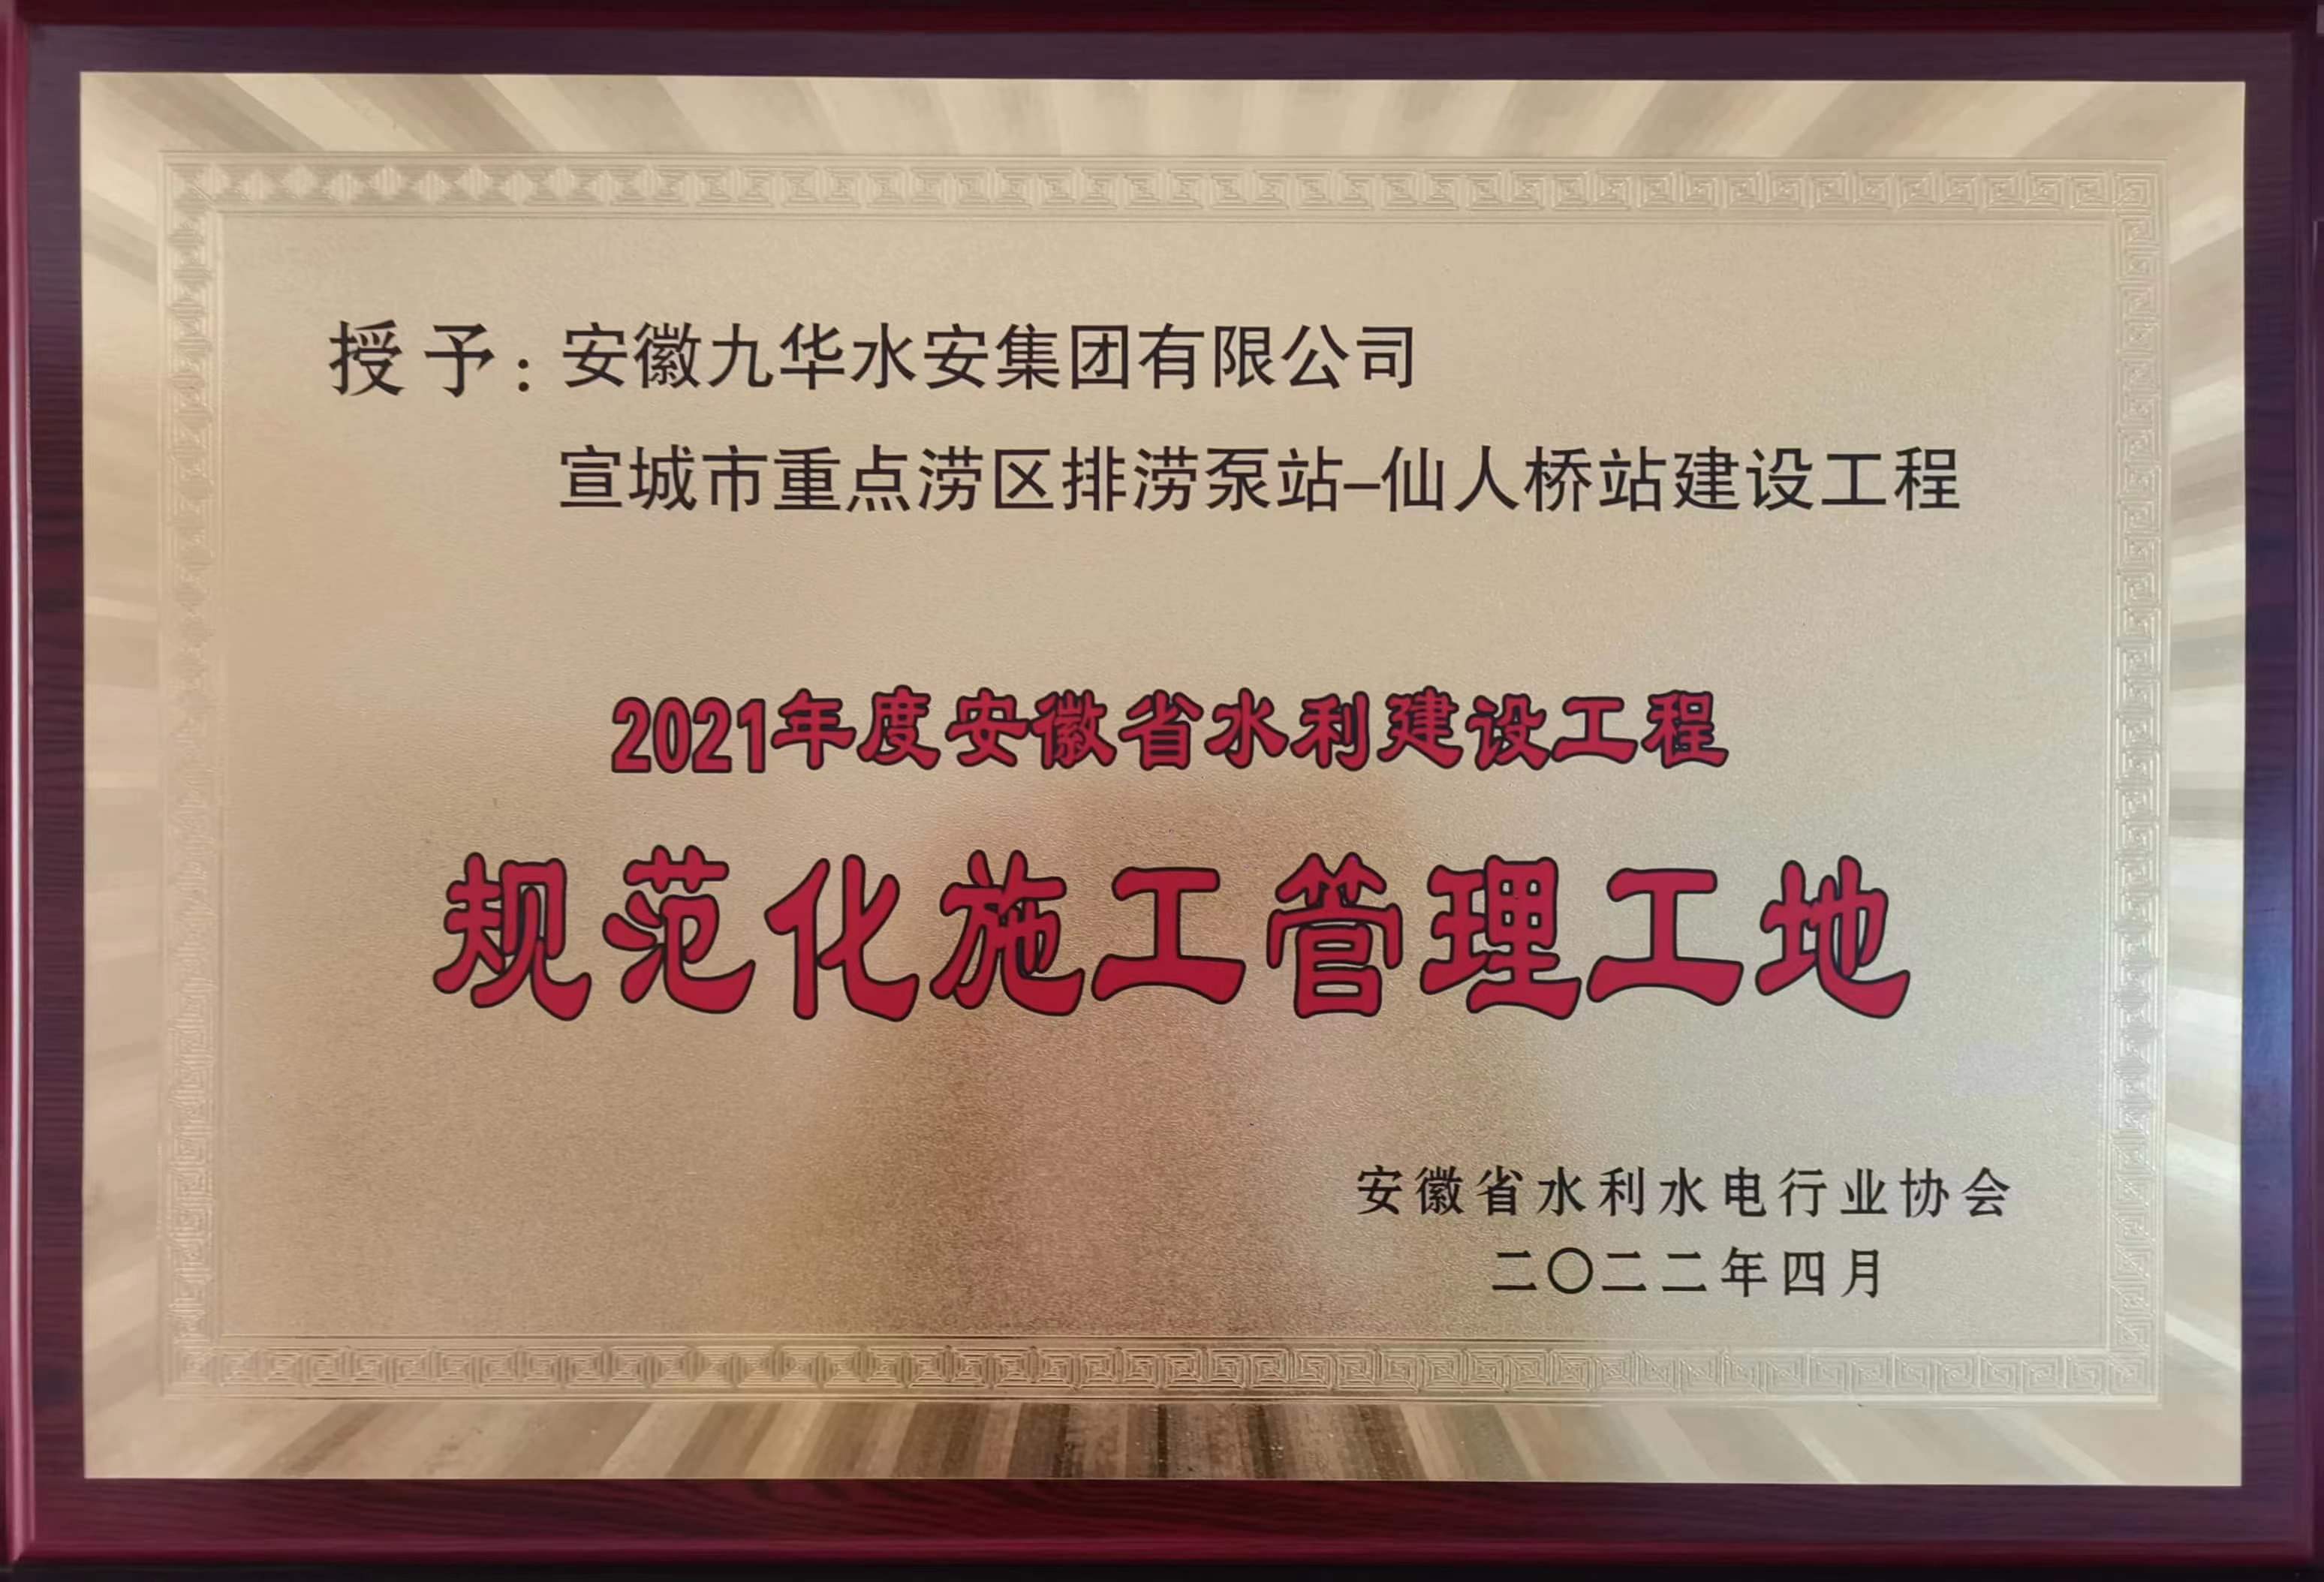 授予:安徽九华水安集团有限公司
宣城市重点涝区排涝泵站-仙人桥站建设工程
2021年度安徽省水利建设工程
规范化施工管理工地
安徽省水利水电行业协会
二〇二二年四月